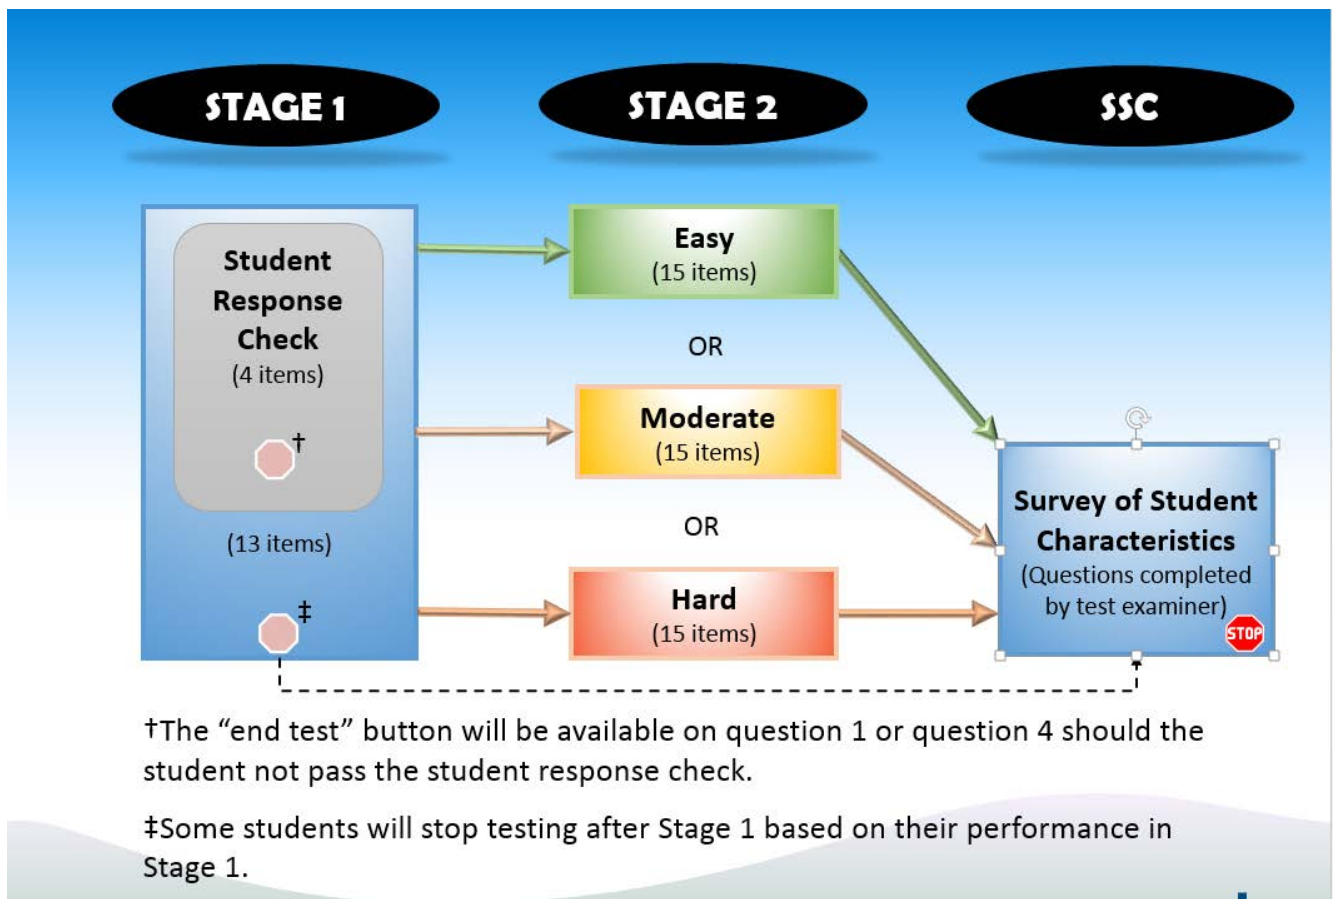 STAGE 1
STAGE 2
SSC
Student
Response
Check
(4 items)
†
(13 items)
‡
Easy
(15 items)
OR
Moderate
(15 items)
OR
Hard
(15 items)
Survey of Student
Characteristics
(Questions completed
by test examiner)
STOP
†The “end test” button will be available on question 1 or question 4 should the
student not pass the student response check.
‡Some students will stop testing after Stage 1 based on their performance in
Stage 1.